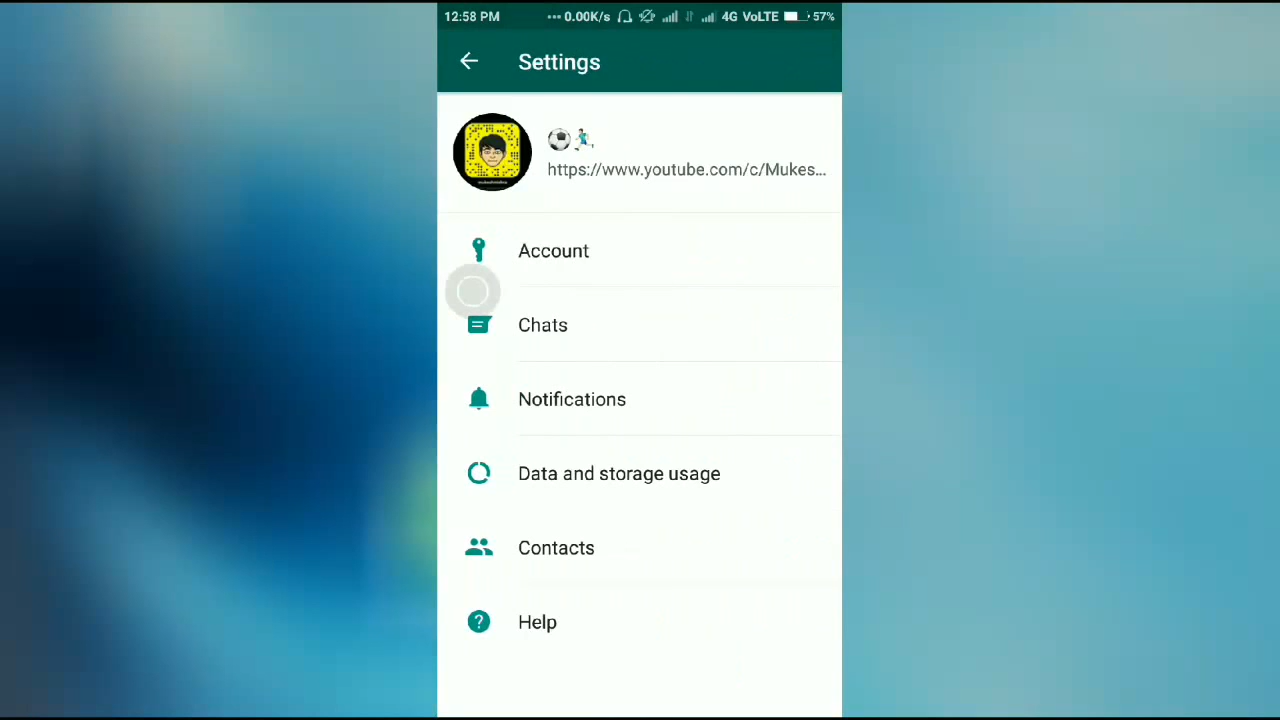 12:58 PM ... 0.00K/s 4G VoLTE 57%
Settings
https://www.youtube.com/c/Mukes...
Account
Chats
Notifications
Data and storage usage
Contacts
Help